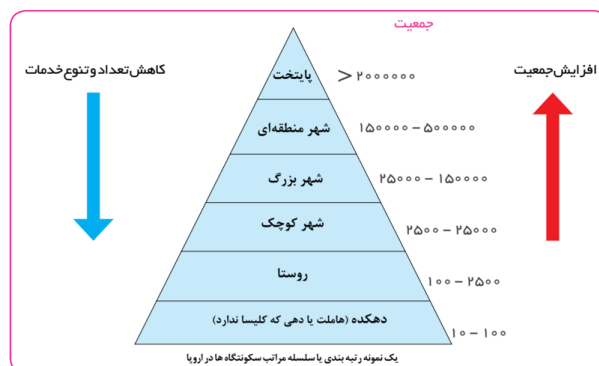 جمعیت
افزایش جمعیت
کاهش تعداد و تنوع خدمات
پایتخت
> ۲۰۰۰۰۰۰
شهر منطقه‌ای
۱۵۰۰۰۰ – ۵۰۰۰۰۰
شهر بزرگ
۲۵۰۰۰ – ۱۵۰۰۰۰
شهر کوچک
۲۵۰۰ – ۲۵۰۰۰
روستا
۱۰۰ – ۲۵۰۰
دهکده (هاملت یا دهی که کلیسا ندارد)
۱۰ – ۱۰۰
یک نمونه رتبه بندی یا سلسله مراتب سکونتگاه ها در اروپا